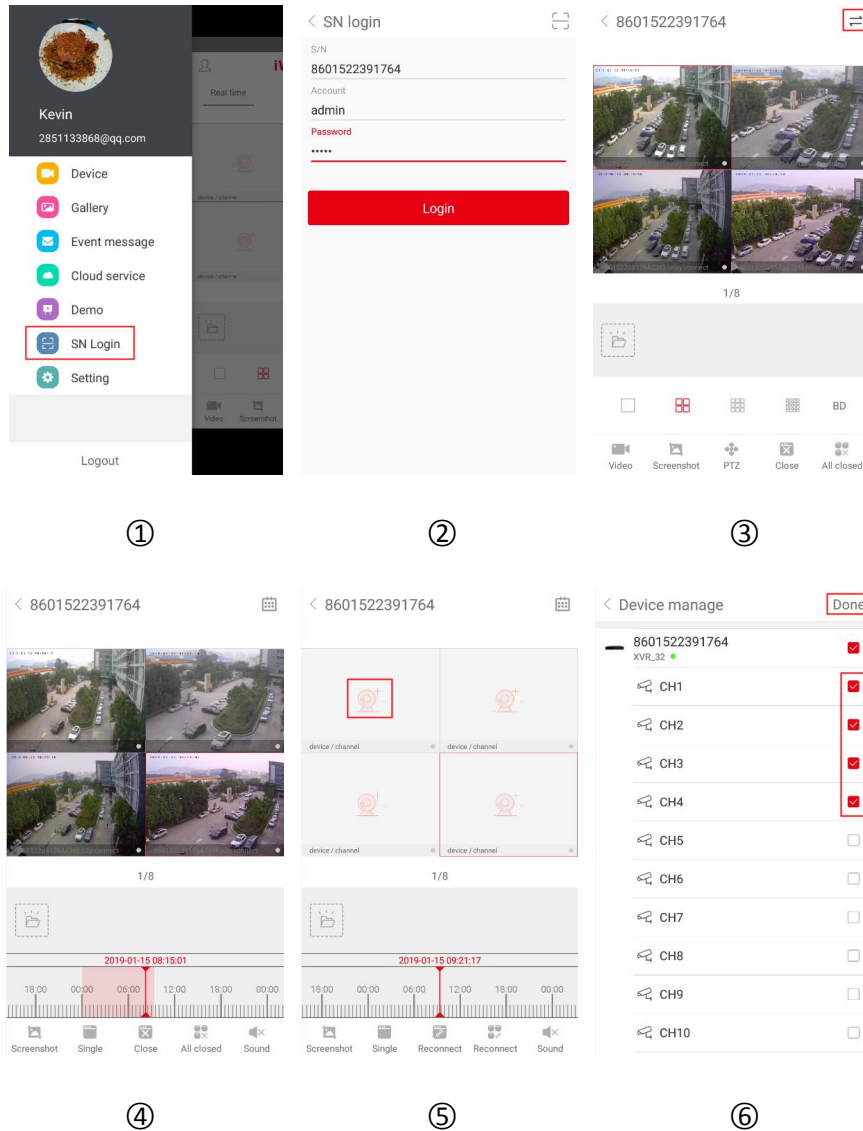 Kevin
2851133868@qq.com
Device
Gallery
Event message
Cloud service
Demo
SN Login
Setting
Logout
Real time
device / channel
device / channel
Video Screenshot
①
SN login
S/N
8601522391764
Account
admin
Password
•••••
Login
②
8601522391764
1/8
BD
Video Screenshot PTZ Close All closed
③
8601522391764
1/8
2019-01-15 08:15:01
18:00 00:00 06:00 12:00 18:00 00:00
Screenshot Single Close All closed Sound
④
8601522391764
device / channel device / channel
device / channel device / channel
1/8
2019-01-15 09:21:17
18:00 00:00 06:00 12:00 18:00 00:00
Screenshot Single Reconnect Reconnect Sound
⑤
Device manage Done
8601522391764
XVR_32
CH1
CH2
CH3
CH4
CH5
CH6
CH7
CH8
CH9
CH10
⑥